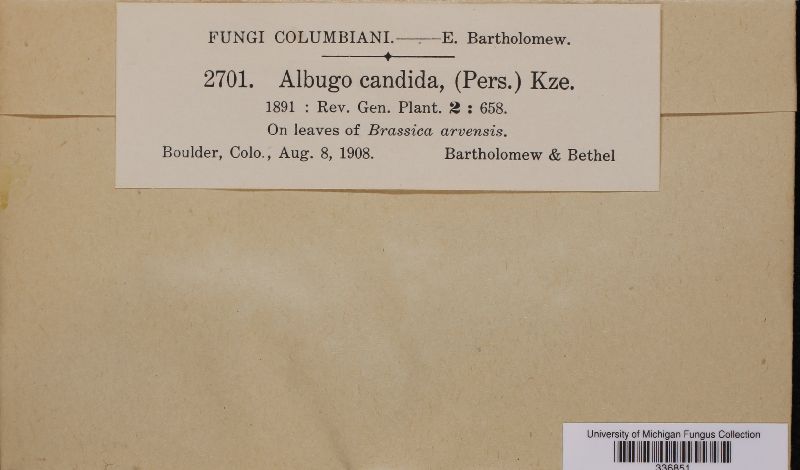 FUNGI COLUMBIANI.——E. Bartholomew.
2701. Albugo candida, (Pers.) Kze.
1891 : Rev. Gen. Plant. 2 : 658.
On leaves of Brassica arvensis.
Boulder, Colo., Aug. 8, 1908. Bartholomew & Bethel
University of Michigan Fungus Collection
336851